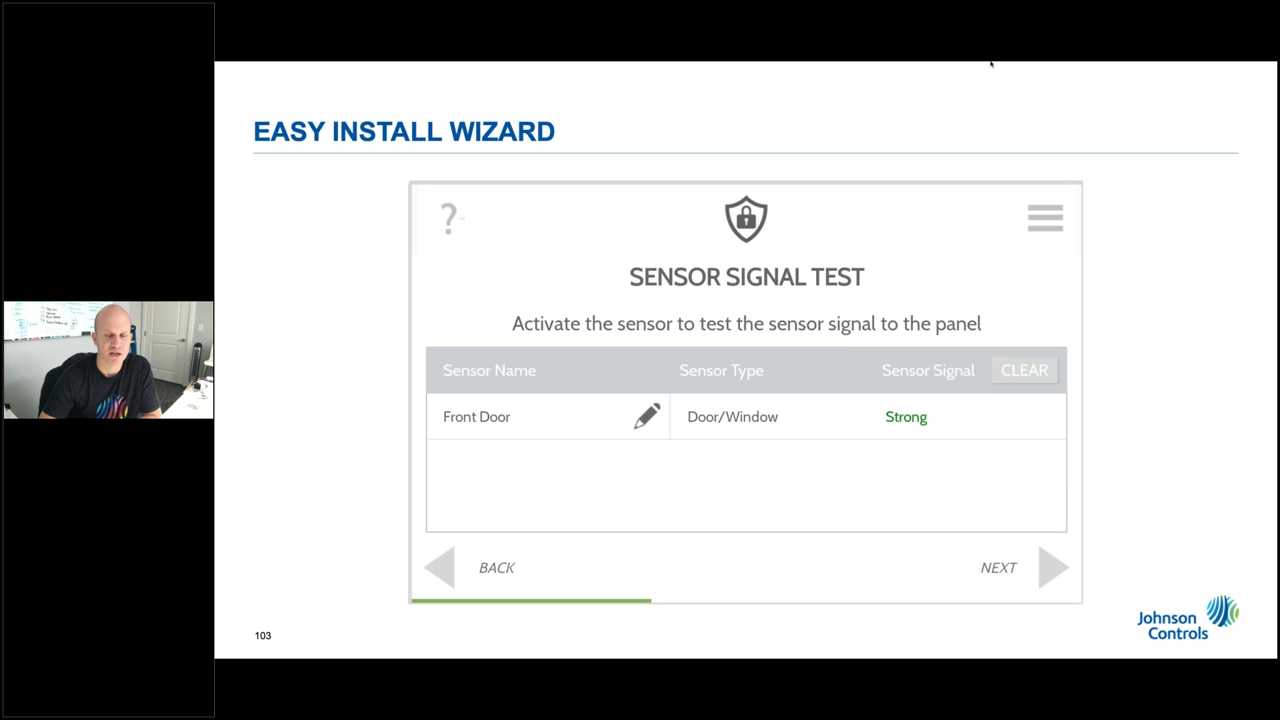 EASY INSTALL WIZARD
?
SENSOR SIGNAL TEST
Activate the sensor to test the sensor signal to the panel
Sensor Name Sensor Type Sensor Signal CLEAR
Front Door Door/Window Strong
BACK NEXT
103
Johnson
Controls